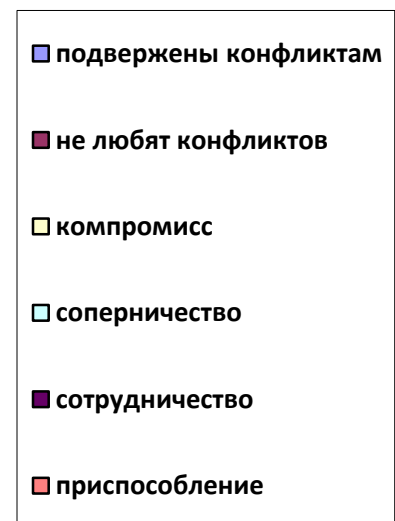 подвержены конфликтам
не любят конфликтов
компромисс
соперничество
сотрудничество
приспособление